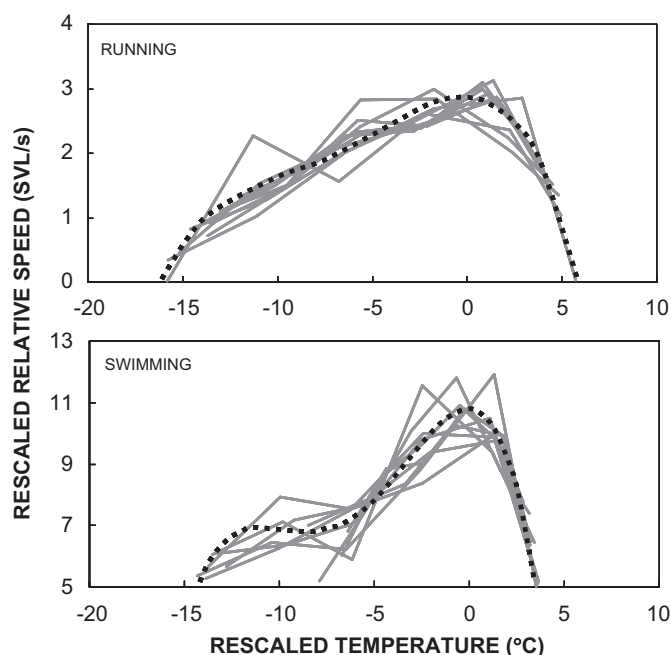 RESCALED RELATIVE SPEED (SVL/s)
4
RUNNING
3
2
1
0
-20 -15 -10 -5 0 5 10
13
SWIMMING
11
9
7
5
-20 -15 -10 -5 0 5 10
RESCALED TEMPERATURE (ºC)